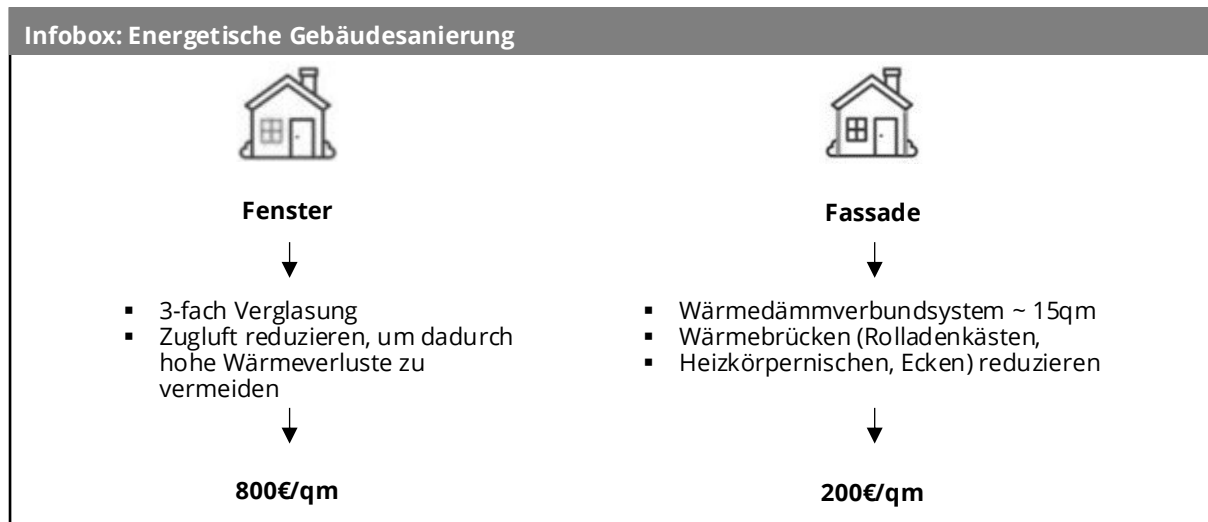 Infobox: Energetische Gebäudesanierung
Fenster
▪ 3-fach Verglasung
▪ Zugluft reduzieren, um dadurch
hohe Wärmeverluste zu
vermeiden
800€/qm
Fassade
▪ Wärmedämmverbundsystem ~ 15qm
▪ Wärmebrücken (Rolladenkästen,
▪ Heizkörpernischen, Ecken) reduzieren
200€/qm